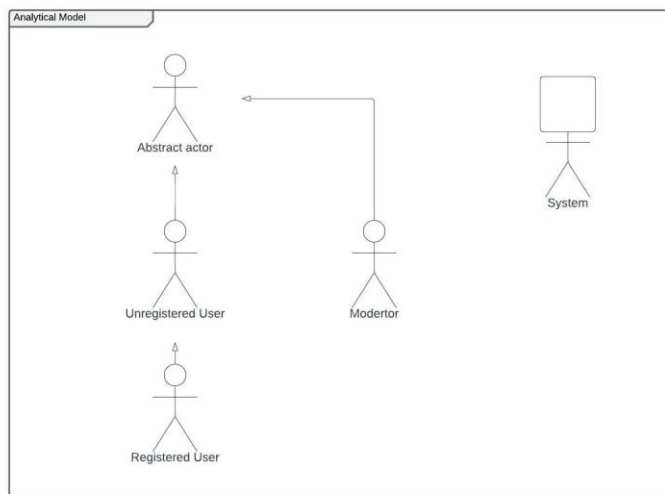 Analytical Model
Abstract actor
System
Unregistered User
Modertor
Registered User